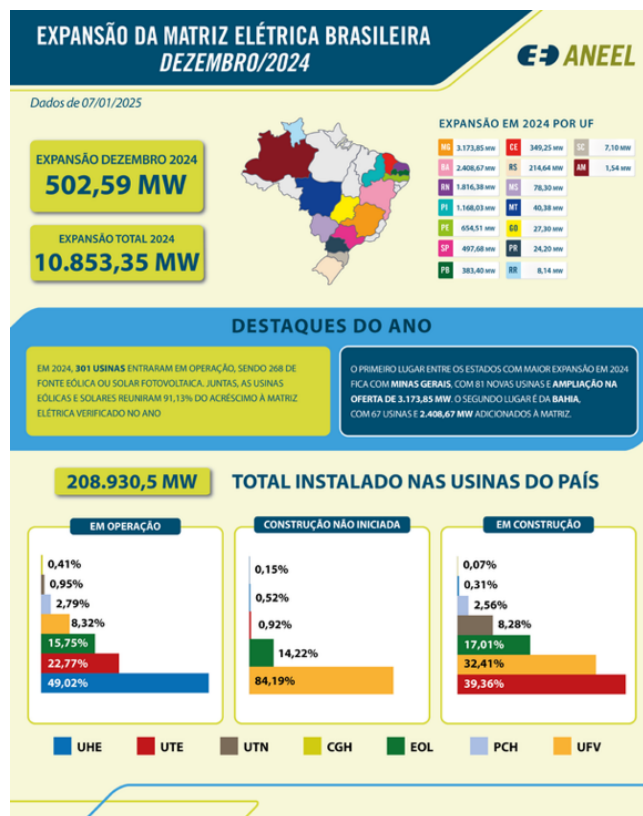 EXPANSÃO DA MATRIZ ELÉTRICA BRASILEIRA
DEZEMBRO/2024
ANEEL
Dados de 07/01/2025
EXPANSÃO DEZEMBRO 2024
502,59 MW
EXPANSÃO TOTAL 2024
10.853,35 MW
EXPANSÃO EM 2024 POR UF
MG 3.173,85 MW CE 349,25 MW SC 7,10 MW
BA 2.408,67 MW RS 214,64 MW AM 1,54 MW
RN 1.816,38 MW MS 78,30 MW
PI 1.168,03 MW MT 40,38 MW
PE 654,51 MW GO 27,30 MW
SP 497,68 MW PR 24,20 MW
PB 383,40 MW RR 8,14 MW
DESTAQUES DO ANO
EM 2024, 301 USINAS ENTRARAM EM OPERAÇÃO, SENDO 268 DE
FONTE EÓLICA OU SOLAR FOTOVOLTAICA. JUNTAS, AS USINAS
EÓLICAS E SOLARES REUNIRAM 91,13% DO ACRÉSCIMO À MATRIZ
ELÉTRICA VERIFICADO NO ANO
O PRIMEIRO LUGAR ENTRE OS ESTADOS COM MAIOR EXPANSÃO EM 2024
FICA COM MINAS GERAIS, COM 81 NOVAS USINAS E AMPLIAÇÃO NA
OFERTA DE 3.173,85 MW. O SEGUNDO LUGAR É DA BAHIA,
COM 67 USINAS E 2.408,67 MW ADICIONADOS À MATRIZ.
208.930,5 MW TOTAL INSTALADO NAS USINAS DO PAÍS
EM OPERAÇÃO
0,41%
0,95%
2,79%
8,32%
15,75%
22,77%
49,02%
CONSTRUÇÃO NÃO INICIADA
0,15%
0,52%
0,92%
14,22%
84,19%
EM CONSTRUÇÃO
0,07%
0,31%
2,56%
8,28%
17,01%
32,41%
39,36%
UHE UTE UTN CGH EOL PCH UFV